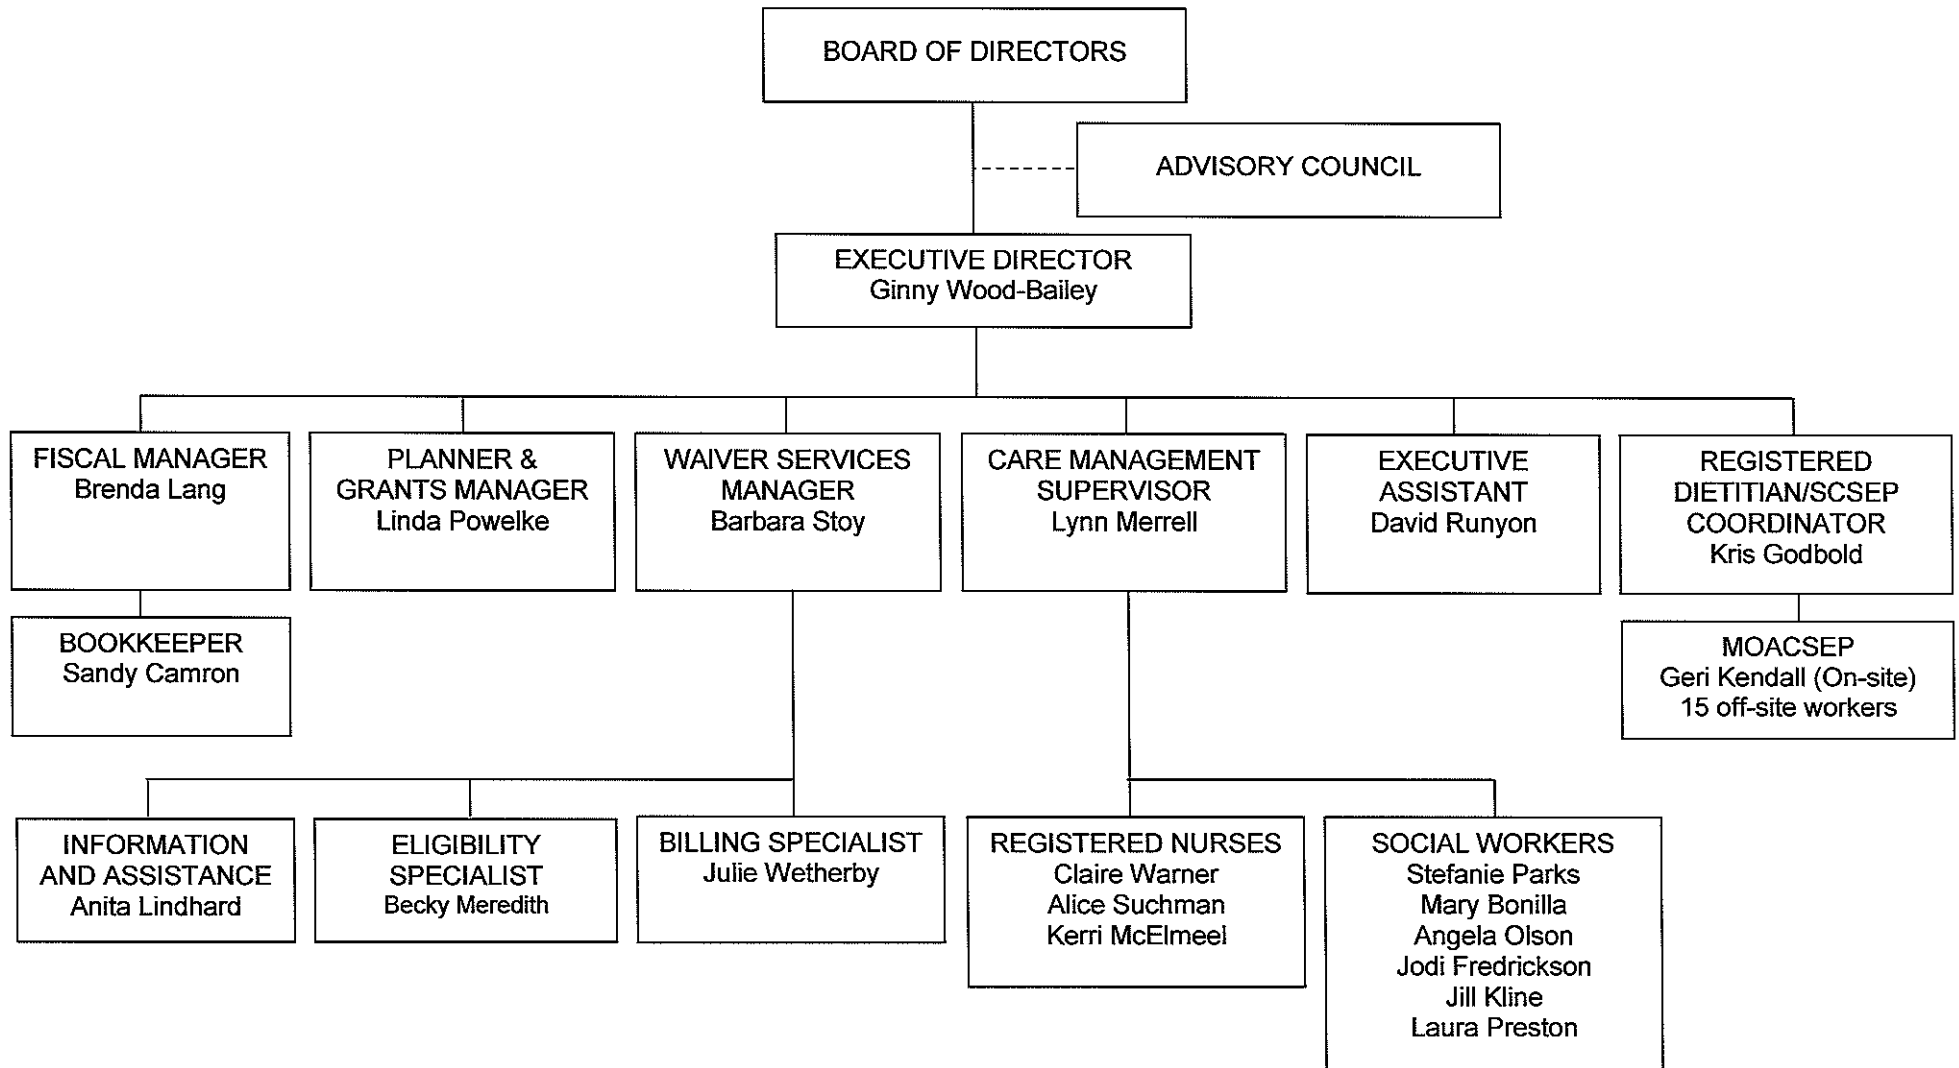 BOARD OF DIRECTORS
ADVISORY COUNCIL
EXECUTIVE DIRECTOR
Ginny Wood-Bailey
FISCAL MANAGER
Brenda Lang
PLANNER &
GRANTS MANAGER
Linda Powelke
WAIVER SERVICES
MANAGER
Barbara Stoy
CARE MANAGEMENT
SUPERVISOR
Lynn Merrell
EXECUTIVE
ASSISTANT
David Runyon
REGISTERED
DIETITIAN/SCSEP
COORDINATOR
Kris Godbold
BOOKKEEPER
Sandy Camron
MOACSEP
Geri Kendall (On-site)
15 off-site workers
INFORMATION
AND ASSISTANCE
Anita Lindhard
ELIGIBILITY
SPECIALIST
Becky Meredith
BILLING SPECIALIST
Julie Wetherby
REGISTERED NURSES
Claire Warner
Alice Suchman
Kerri McElmeel
SOCIAL WORKERS
Stefanie Parks
Mary Bonilla
Angela Olson
Jodi Fredrickson
Jill Kline
Laura Preston